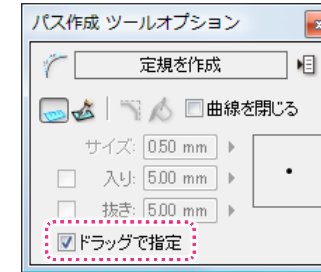 パス作成 ツールオプション
定規を作成
曲線を閉じる
サイズ: 0.50 mm
入り: 5.00 mm
抜き: 5.00 mm
ドラッグで指定